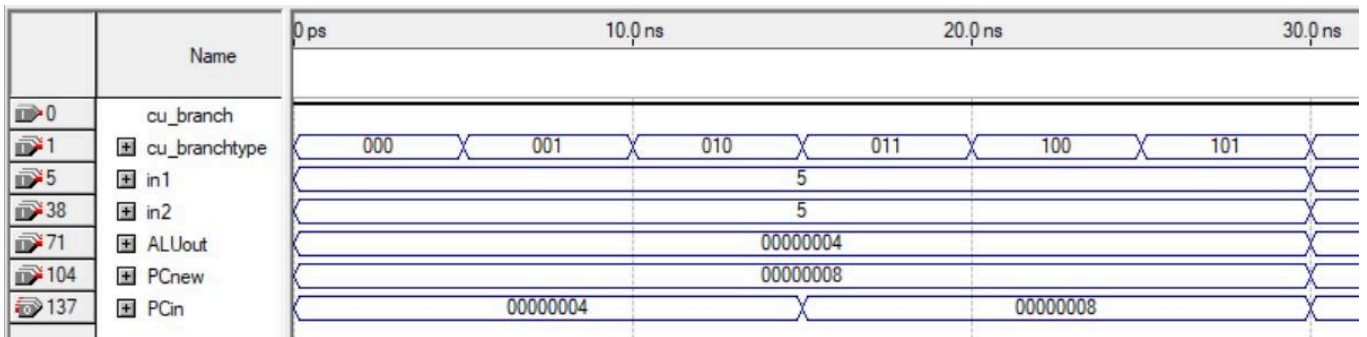 Name 0 ps 10.0 ns 20.0 ns 30.0 ns
0 cu_branch
1 cu_branchtype 000 001 010 011 100 101
5 in1 5
38 in2 5
71 ALUout 00000004
104 PCnew 00000008
137 PCin 00000004 00000008